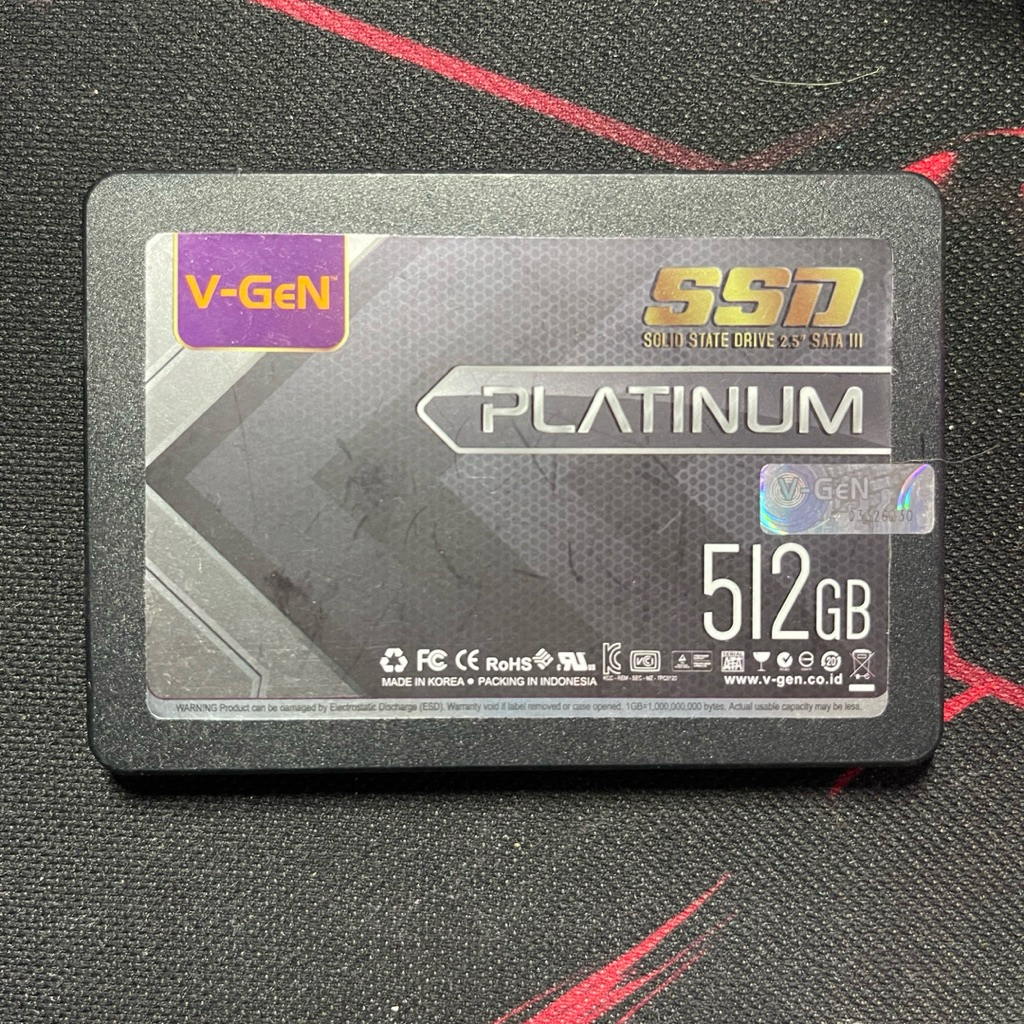 V-GeN™
SSD
SOLID STATE DRIVE 2.5" SATA III
PLATINUM
V-GeN
512GB
FC CE RoHS
MADE IN KOREA • PACKING IN INDONESIA
www.v-gen.co.id
WARNING Product can be damaged by Electrostatic Discharge (ESD). Warranty void if label removed or case opened. 1GB=1,000,000,000 bytes. Actual usable capacity may be less.